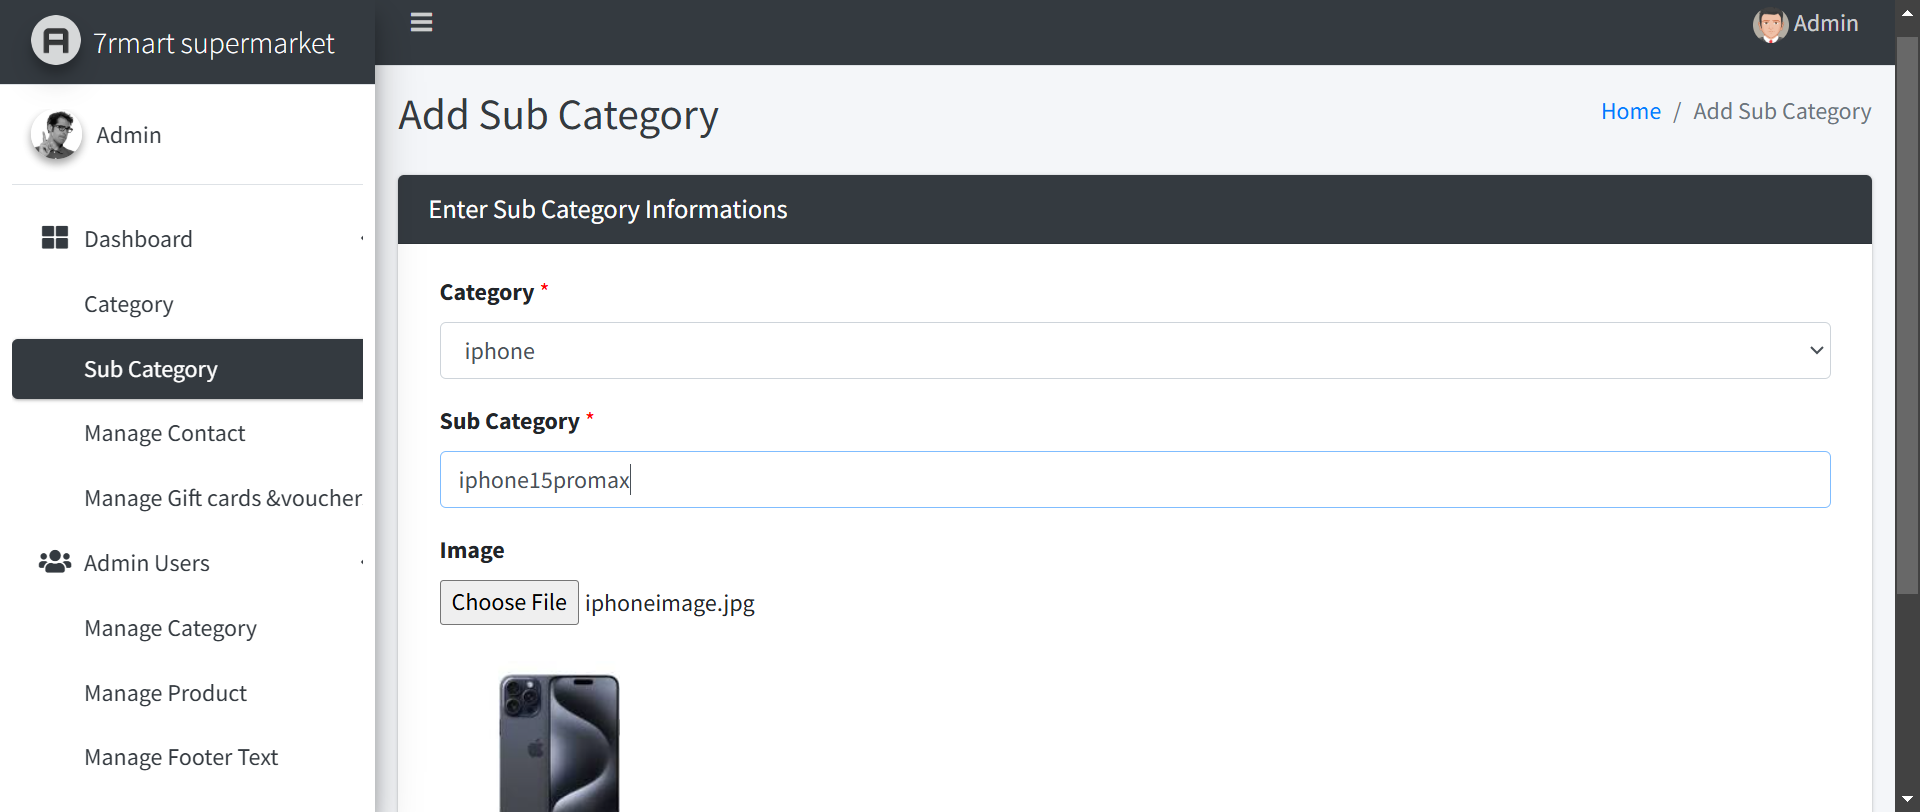 7rmart supermarket
Admin
Admin
Dashboard
Category
Sub Category
Manage Contact
Manage Gift cards &voucher
Admin Users
Manage Category
Manage Product
Manage Footer Text
Add Sub Category
Home / Add Sub Category
Enter Sub Category Informations
Category *
iphone
Sub Category *
iphone15promax
Image
Choose File iphoneimage.jpg